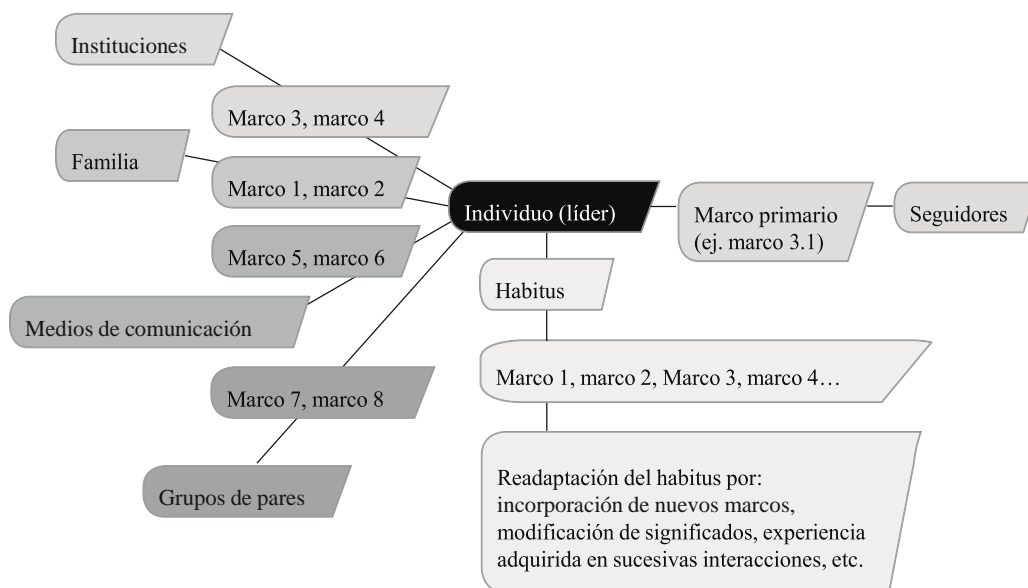 Instituciones
Marco 3, marco 4
Familia
Marco 1, marco 2
Individuo (líder)
Marco primario
(ej. marco 3.1)
Seguidores
Marco 5, marco 6
Habitus
Medios de comunicación
Marco 1, marco 2, Marco 3, marco 4…
Marco 7, marco 8
Grupos de pares
Readaptación del habitus por:
incorporación de nuevos marcos,
modificación de significados, experiencia
adquirida en sucesivas interacciones, etc.